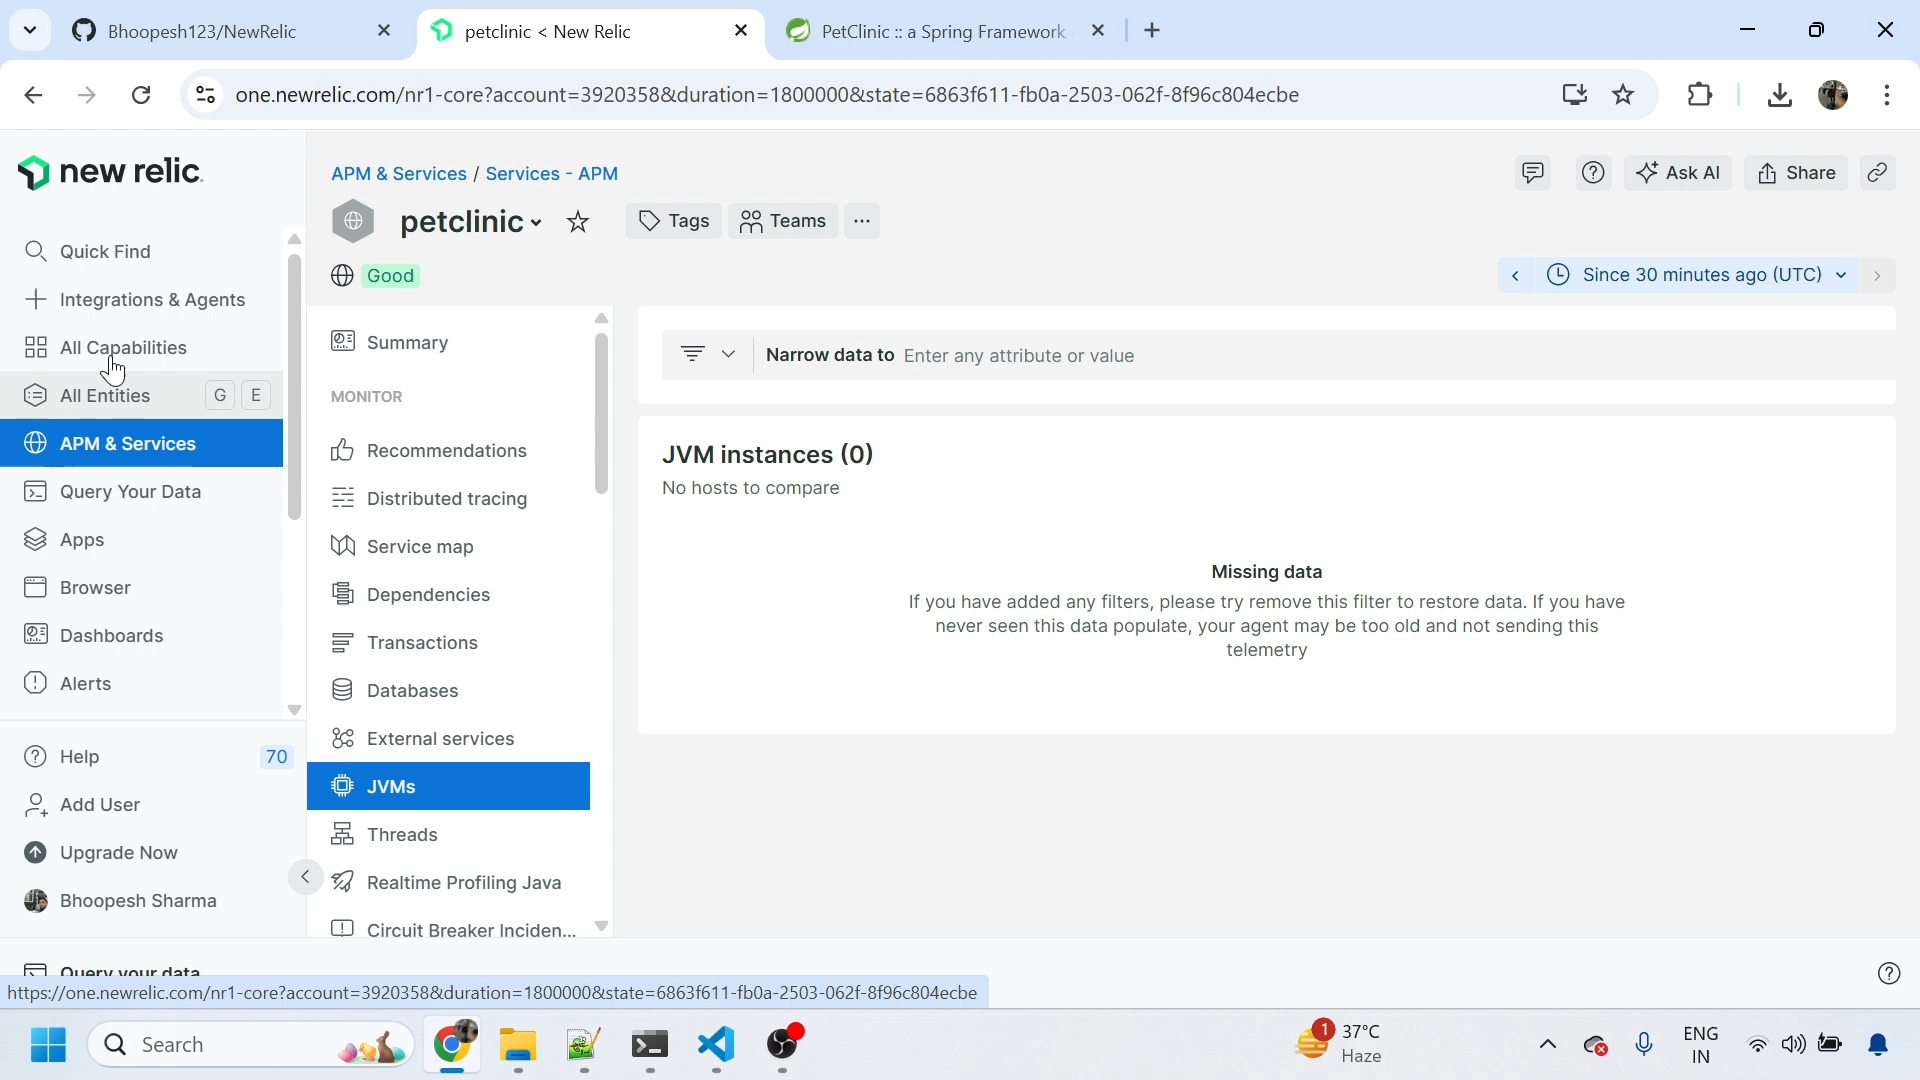 Bhoopesh123/NewRelic
petclinic < New Relic
PetClinic :: a Spring Framework
one.newrelic.com/nr1-core?account=3920358&duration=1800000&state=6863f611-fb0a-2503-062f-8f96c804ecbe
new relic.
Quick Find
Integrations & Agents
All Capabilities
All Entities G E
APM & Services
Query Your Data
Apps
Browser
Dashboards
Alerts
Help 70
Add User
Upgrade Now
Bhoopesh Sharma
APM & Services / Services - APM
Ask AI
Share
petclinic
Tags
Teams
Good
Since 30 minutes ago (UTC)
Summary
MONITOR
Recommendations
Distributed tracing
Service map
Dependencies
Transactions
Databases
External services
JVMs
Threads
Realtime Profiling Java
Circuit Breaker Inciden...
Narrow data to Enter any attribute or value
JVM instances (0)
No hosts to compare
Missing data
If you have added any filters, please try remove this filter to restore data. If you have
never seen this data populate, your agent may be too old and not sending this
telemetry
Query your data
https://one.newrelic.com/nr1-core?account=3920358&duration=1800000&state=6863f611-fb0a-2503-062f-8f96c804ecbe
Search
1
37°C
Haze
ENG
IN